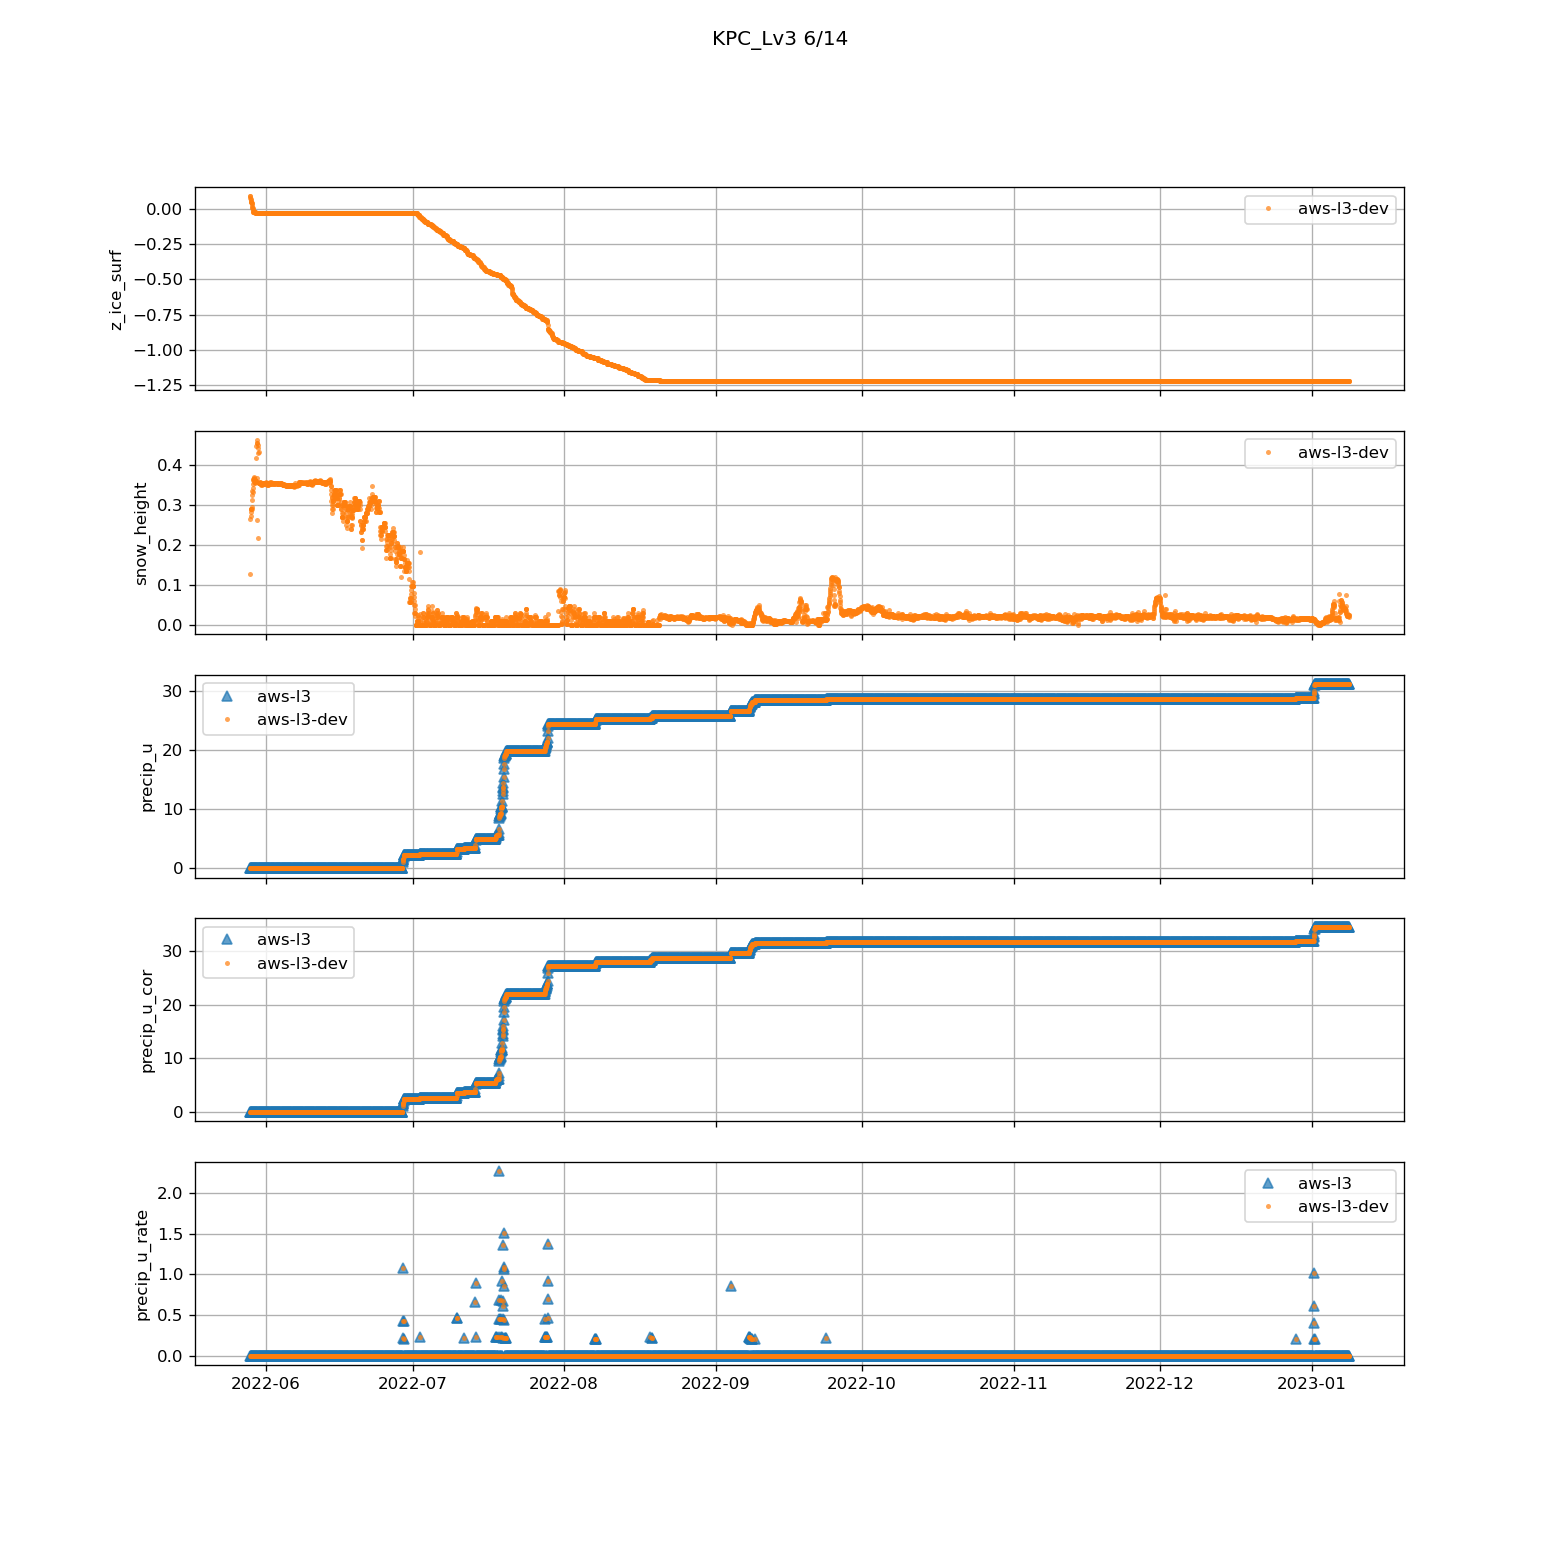 KPC_Lv3 6/14
aws-l3-dev
0.00
−0.25
−0.50
−0.75
−1.00
−1.25
z_ice_surf
aws-l3-dev
0.4
0.3
0.2
0.1
0.0
snow_height
aws-l3
aws-l3-dev
30
20
10
0
precip_u
aws-l3
aws-l3-dev
30
20
10
0
precip_u_cor
aws-l3
aws-l3-dev
2.0
1.5
1.0
0.5
0.0
precip_u_rate
2022-06 2022-07 2022-08 2022-09 2022-10 2022-11 2022-12 2023-01